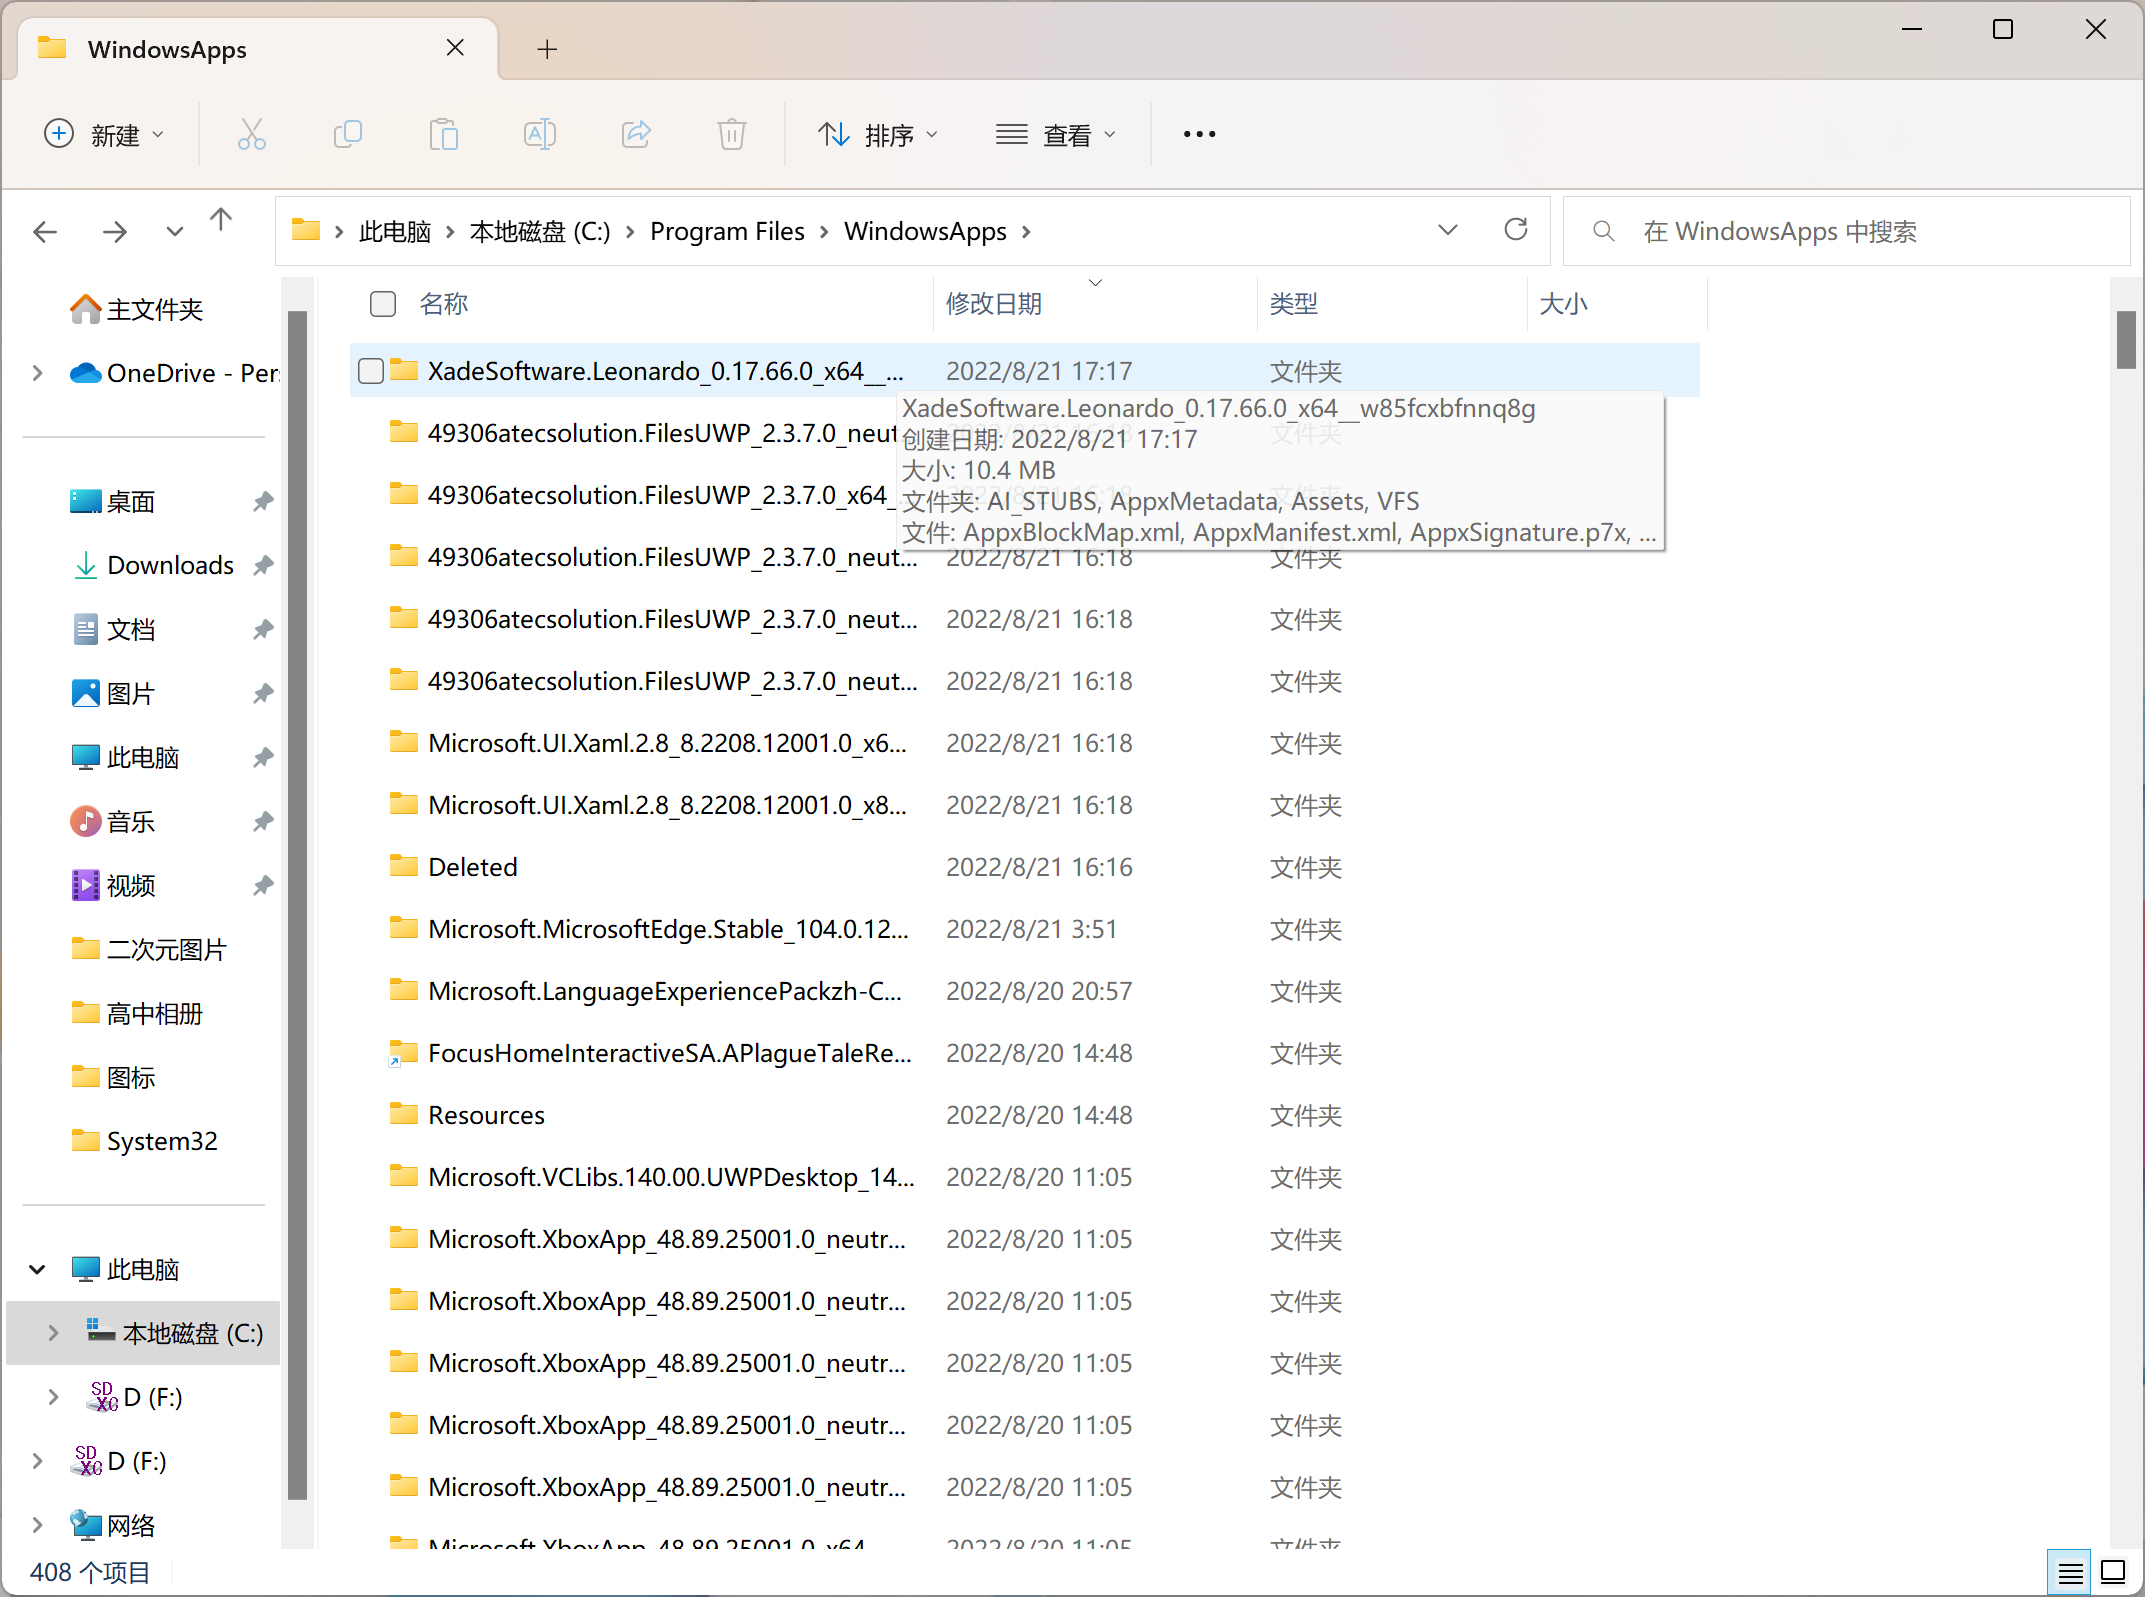 WindowsApps
新建
排序
查看
此电脑 本地磁盘 (C:) Program Files WindowsApps
在 WindowsApps 中搜索
主文件夹
OneDrive - Per
桌面
Downloads
文档
图片
此电脑
音乐
视频
二次元图片
高中相册
图标
System32
此电脑
本地磁盘 (C:)
SD XC D (F:)
SD XC D (F:)
网络
名称 修改日期 类型 大小
XadeSoftware.Leonardo_0.17.66.0_x64__... 2022/8/21 17:17 文件夹
XadeSoftware.Leonardo_0.17.66.0_x64__w85fcxbfnnq8g
创建日期: 2022/8/21 17:17
大小: 10.4 MB
文件夹: AI_STUBS, AppxMetadata, Assets, VFS
文件: AppxBlockMap.xml, AppxManifest.xml, AppxSignature.p7x, ...
49306atecsolution.FilesUWP_2.3.7.0_neut
49306atecsolution.FilesUWP_2.3.7.0_x64_
49306atecsolution.FilesUWP_2.3.7.0_neut... 2022/8/21 16:18 文件夹
49306atecsolution.FilesUWP_2.3.7.0_neut... 2022/8/21 16:18 文件夹
49306atecsolution.FilesUWP_2.3.7.0_neut... 2022/8/21 16:18 文件夹
Microsoft.UI.Xaml.2.8_8.2208.12001.0_x6... 2022/8/21 16:18 文件夹
Microsoft.UI.Xaml.2.8_8.2208.12001.0_x8... 2022/8/21 16:18 文件夹
Deleted 2022/8/21 16:16 文件夹
Microsoft.MicrosoftEdge.Stable_104.0.12... 2022/8/21 3:51 文件夹
Microsoft.LanguageExperiencePackzh-C... 2022/8/20 20:57 文件夹
FocusHomeInteractiveSA.APlagueTaleRe... 2022/8/20 14:48 文件夹
Resources 2022/8/20 14:48 文件夹
Microsoft.VCLibs.140.00.UWPDesktop_14... 2022/8/20 11:05 文件夹
Microsoft.XboxApp_48.89.25001.0_neutr... 2022/8/20 11:05 文件夹
Microsoft.XboxApp_48.89.25001.0_neutr... 2022/8/20 11:05 文件夹
Microsoft.XboxApp_48.89.25001.0_neutr... 2022/8/20 11:05 文件夹
Microsoft.XboxApp_48.89.25001.0_neutr... 2022/8/20 11:05 文件夹
Microsoft.XboxApp_48.89.25001.0_neutr... 2022/8/20 11:05 文件夹
Microsoft.XboxApp_48.89.25001.0_x64 2022/8/20 11:05 文件夹
408 个项目